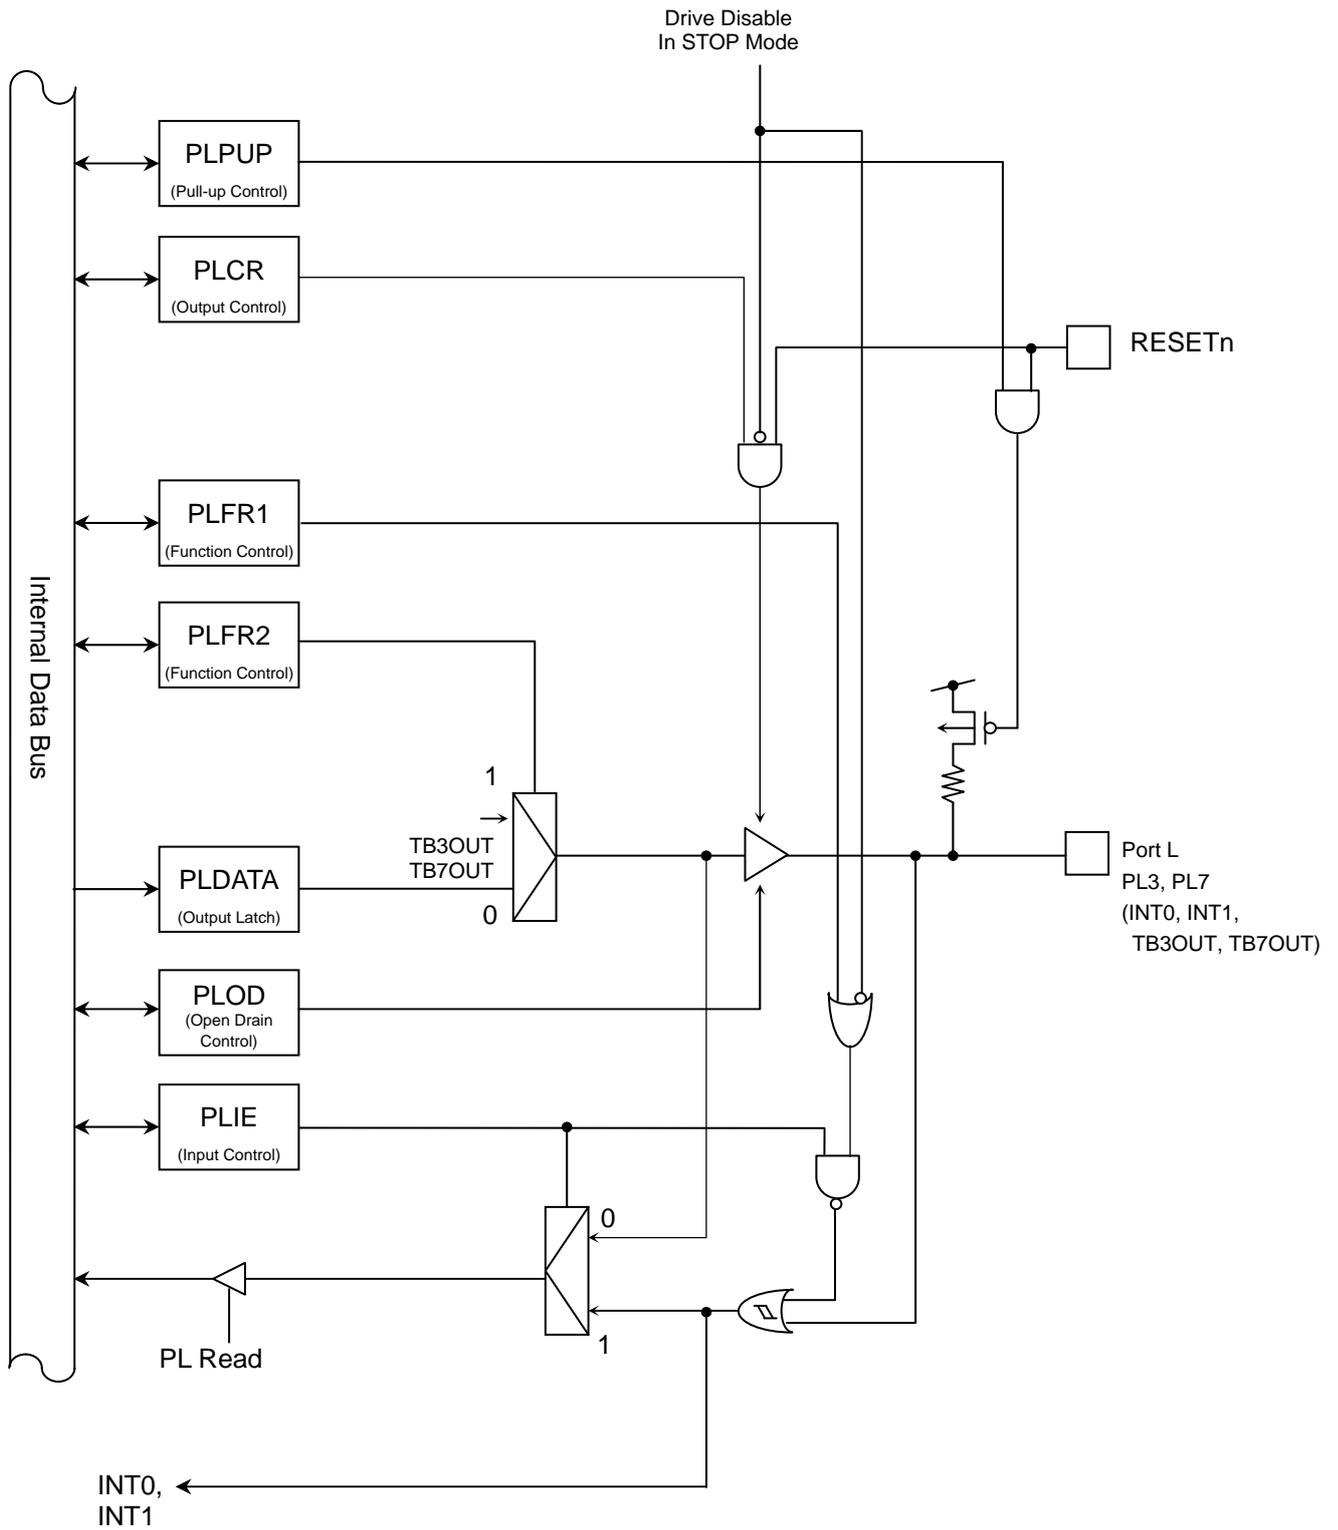 Drive Disable
In STOP Mode
PLPUP
(Pull-up Control)
PLCR
(Output Control)
RESETn
PLFR1
(Function Control)
PLFR2
(Function Control)
Internal Data Bus
1
TB3OUT
TB7OUT
0
PLDATA
(Output Latch)
Port L
PL3, PL7
(INT0, INT1,
TB3OUT, TB7OUT)
PLOD
(Open Drain
Control)
PLIE
(Input Control)
0
1
PL Read
INT0,
INT1